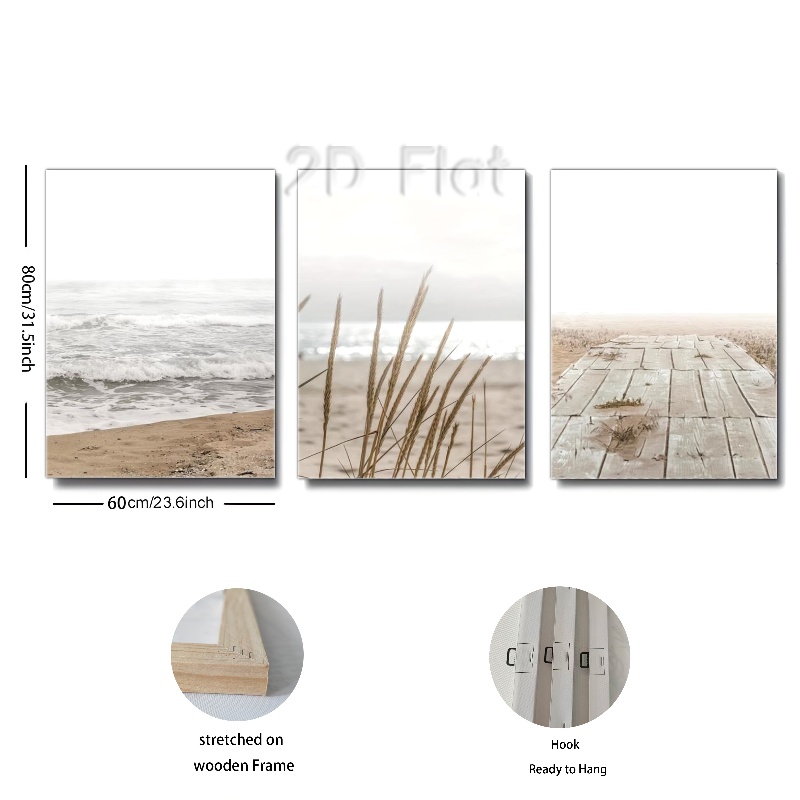 2D Flat
80cm/31.5inch
60cm/23.6inch
stretched on
wooden Frame
Hook
Ready to Hang